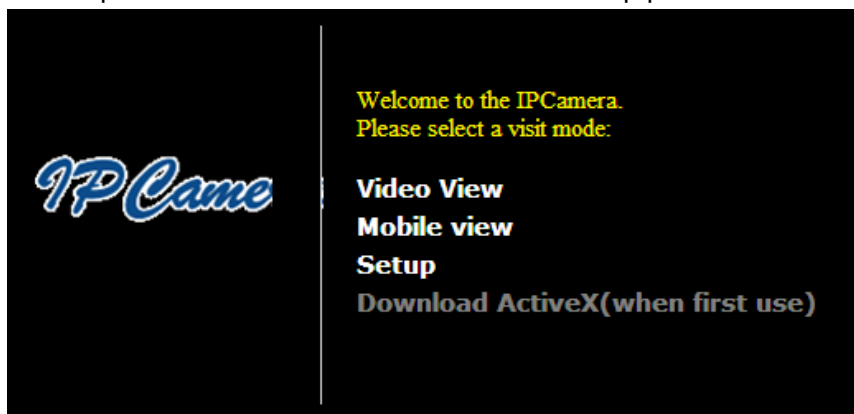 IPCame
Welcome to the IPCamera.
Please select a visit mode:
Video View
Mobile view
Setup
Download ActiveX(when first use)